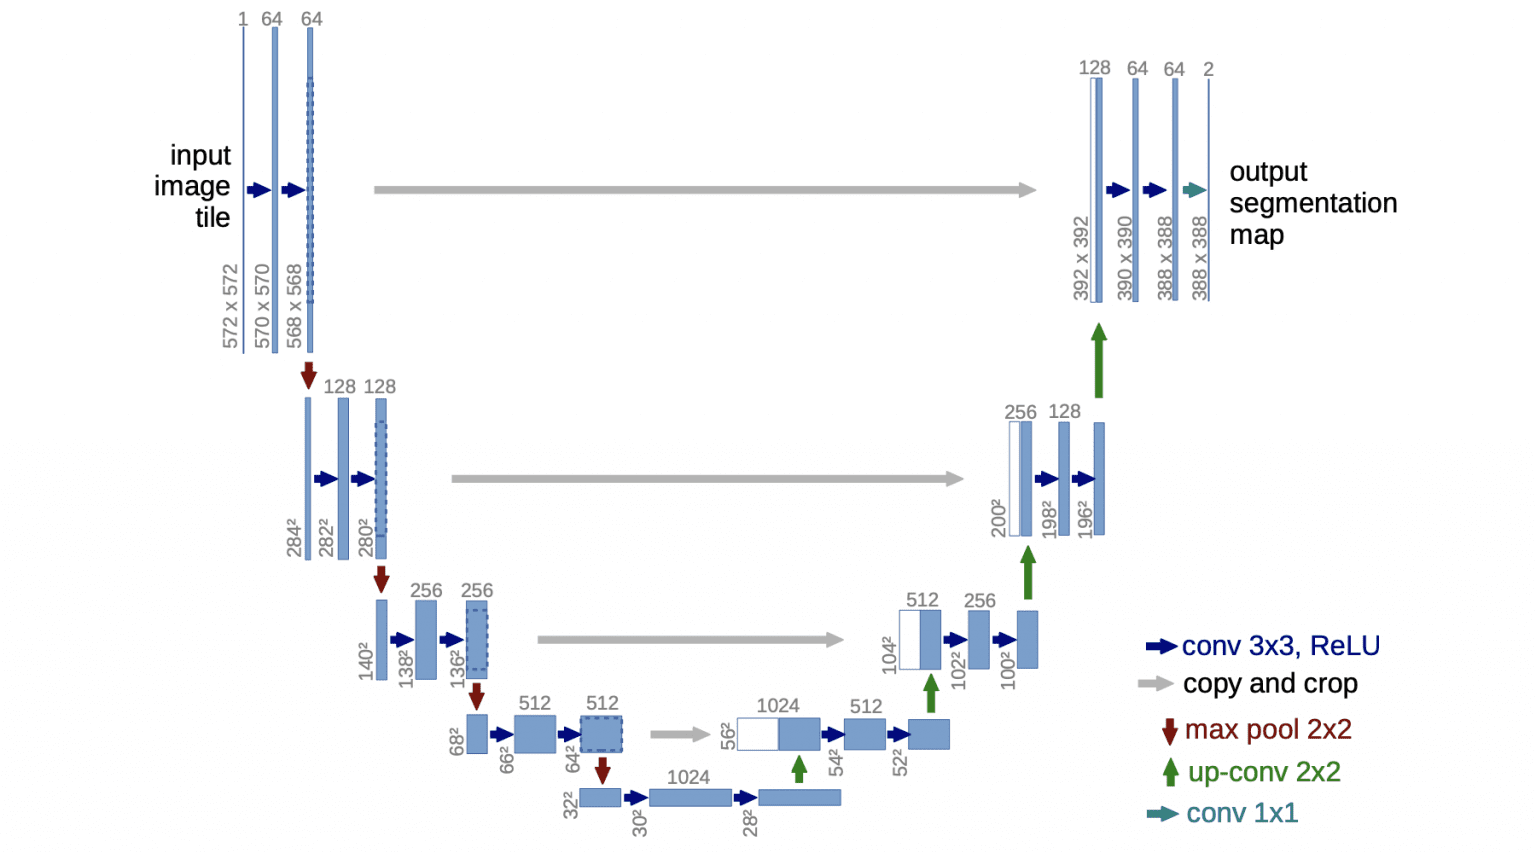 1 64 64
input
image
tile
572 x 572
570 x 570
568 x 568
128 64 64 2
output
segmentation
map
392 x 392
390 x 390
388 x 388
388 x 388
128 128
284²
282²
280²
256 128
200²
198²
196²
256 256
140²
138²
136²
512 256
104²
102²
100²
512 512
68²
66²
64²
1024 512
56²
54²
52²
1024
32²
30²
28²
conv 3x3, ReLU
copy and crop
max pool 2x2
up-conv 2x2
conv 1x1